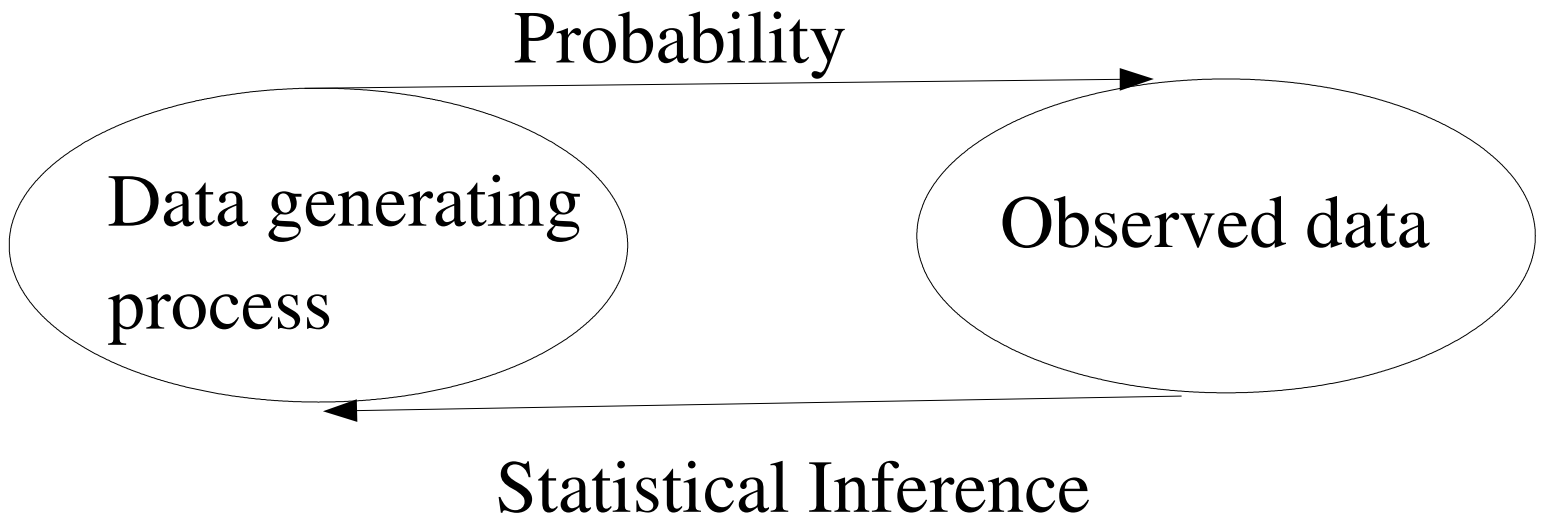 Probability
Data generating
process
Observed data
Statistical Inference